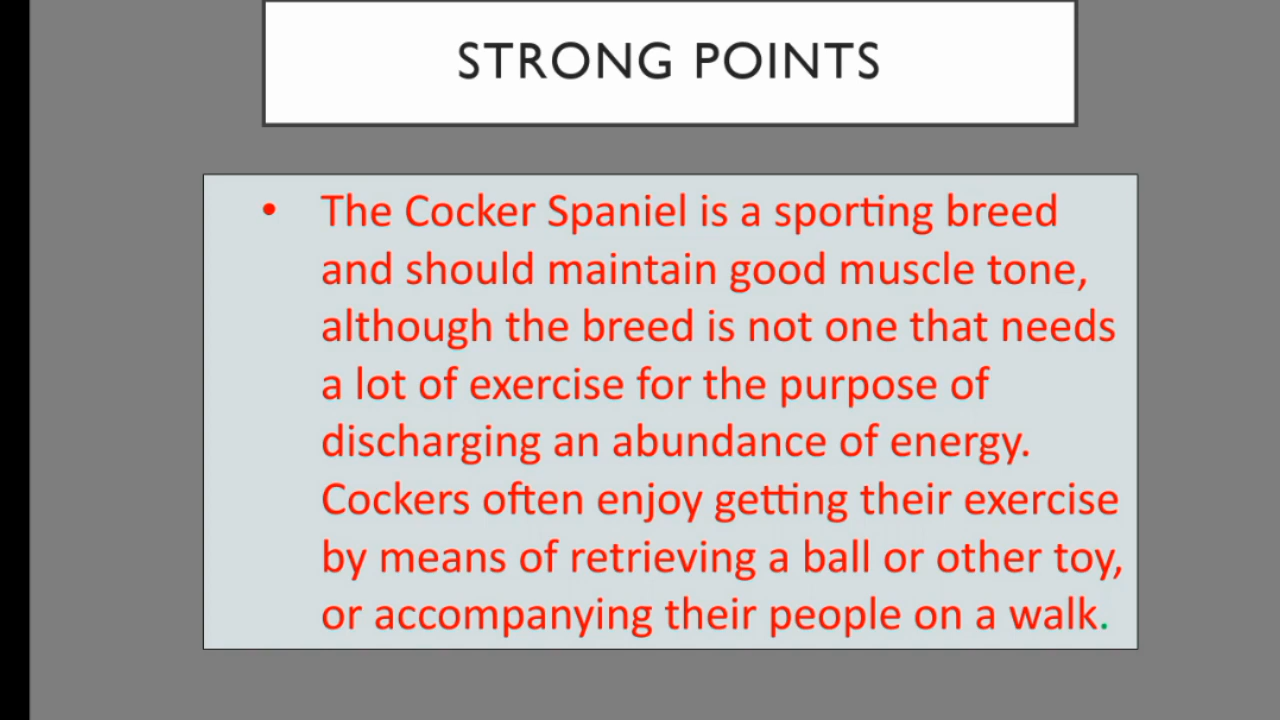 STRONG POINTS
• The Cocker Spaniel is a sporting breed
and should maintain good muscle tone,
although the breed is not one that needs
a lot of exercise for the purpose of
discharging an abundance of energy.
Cockers often enjoy getting their exercise
by means of retrieving a ball or other toy,
or accompanying their people on a walk.